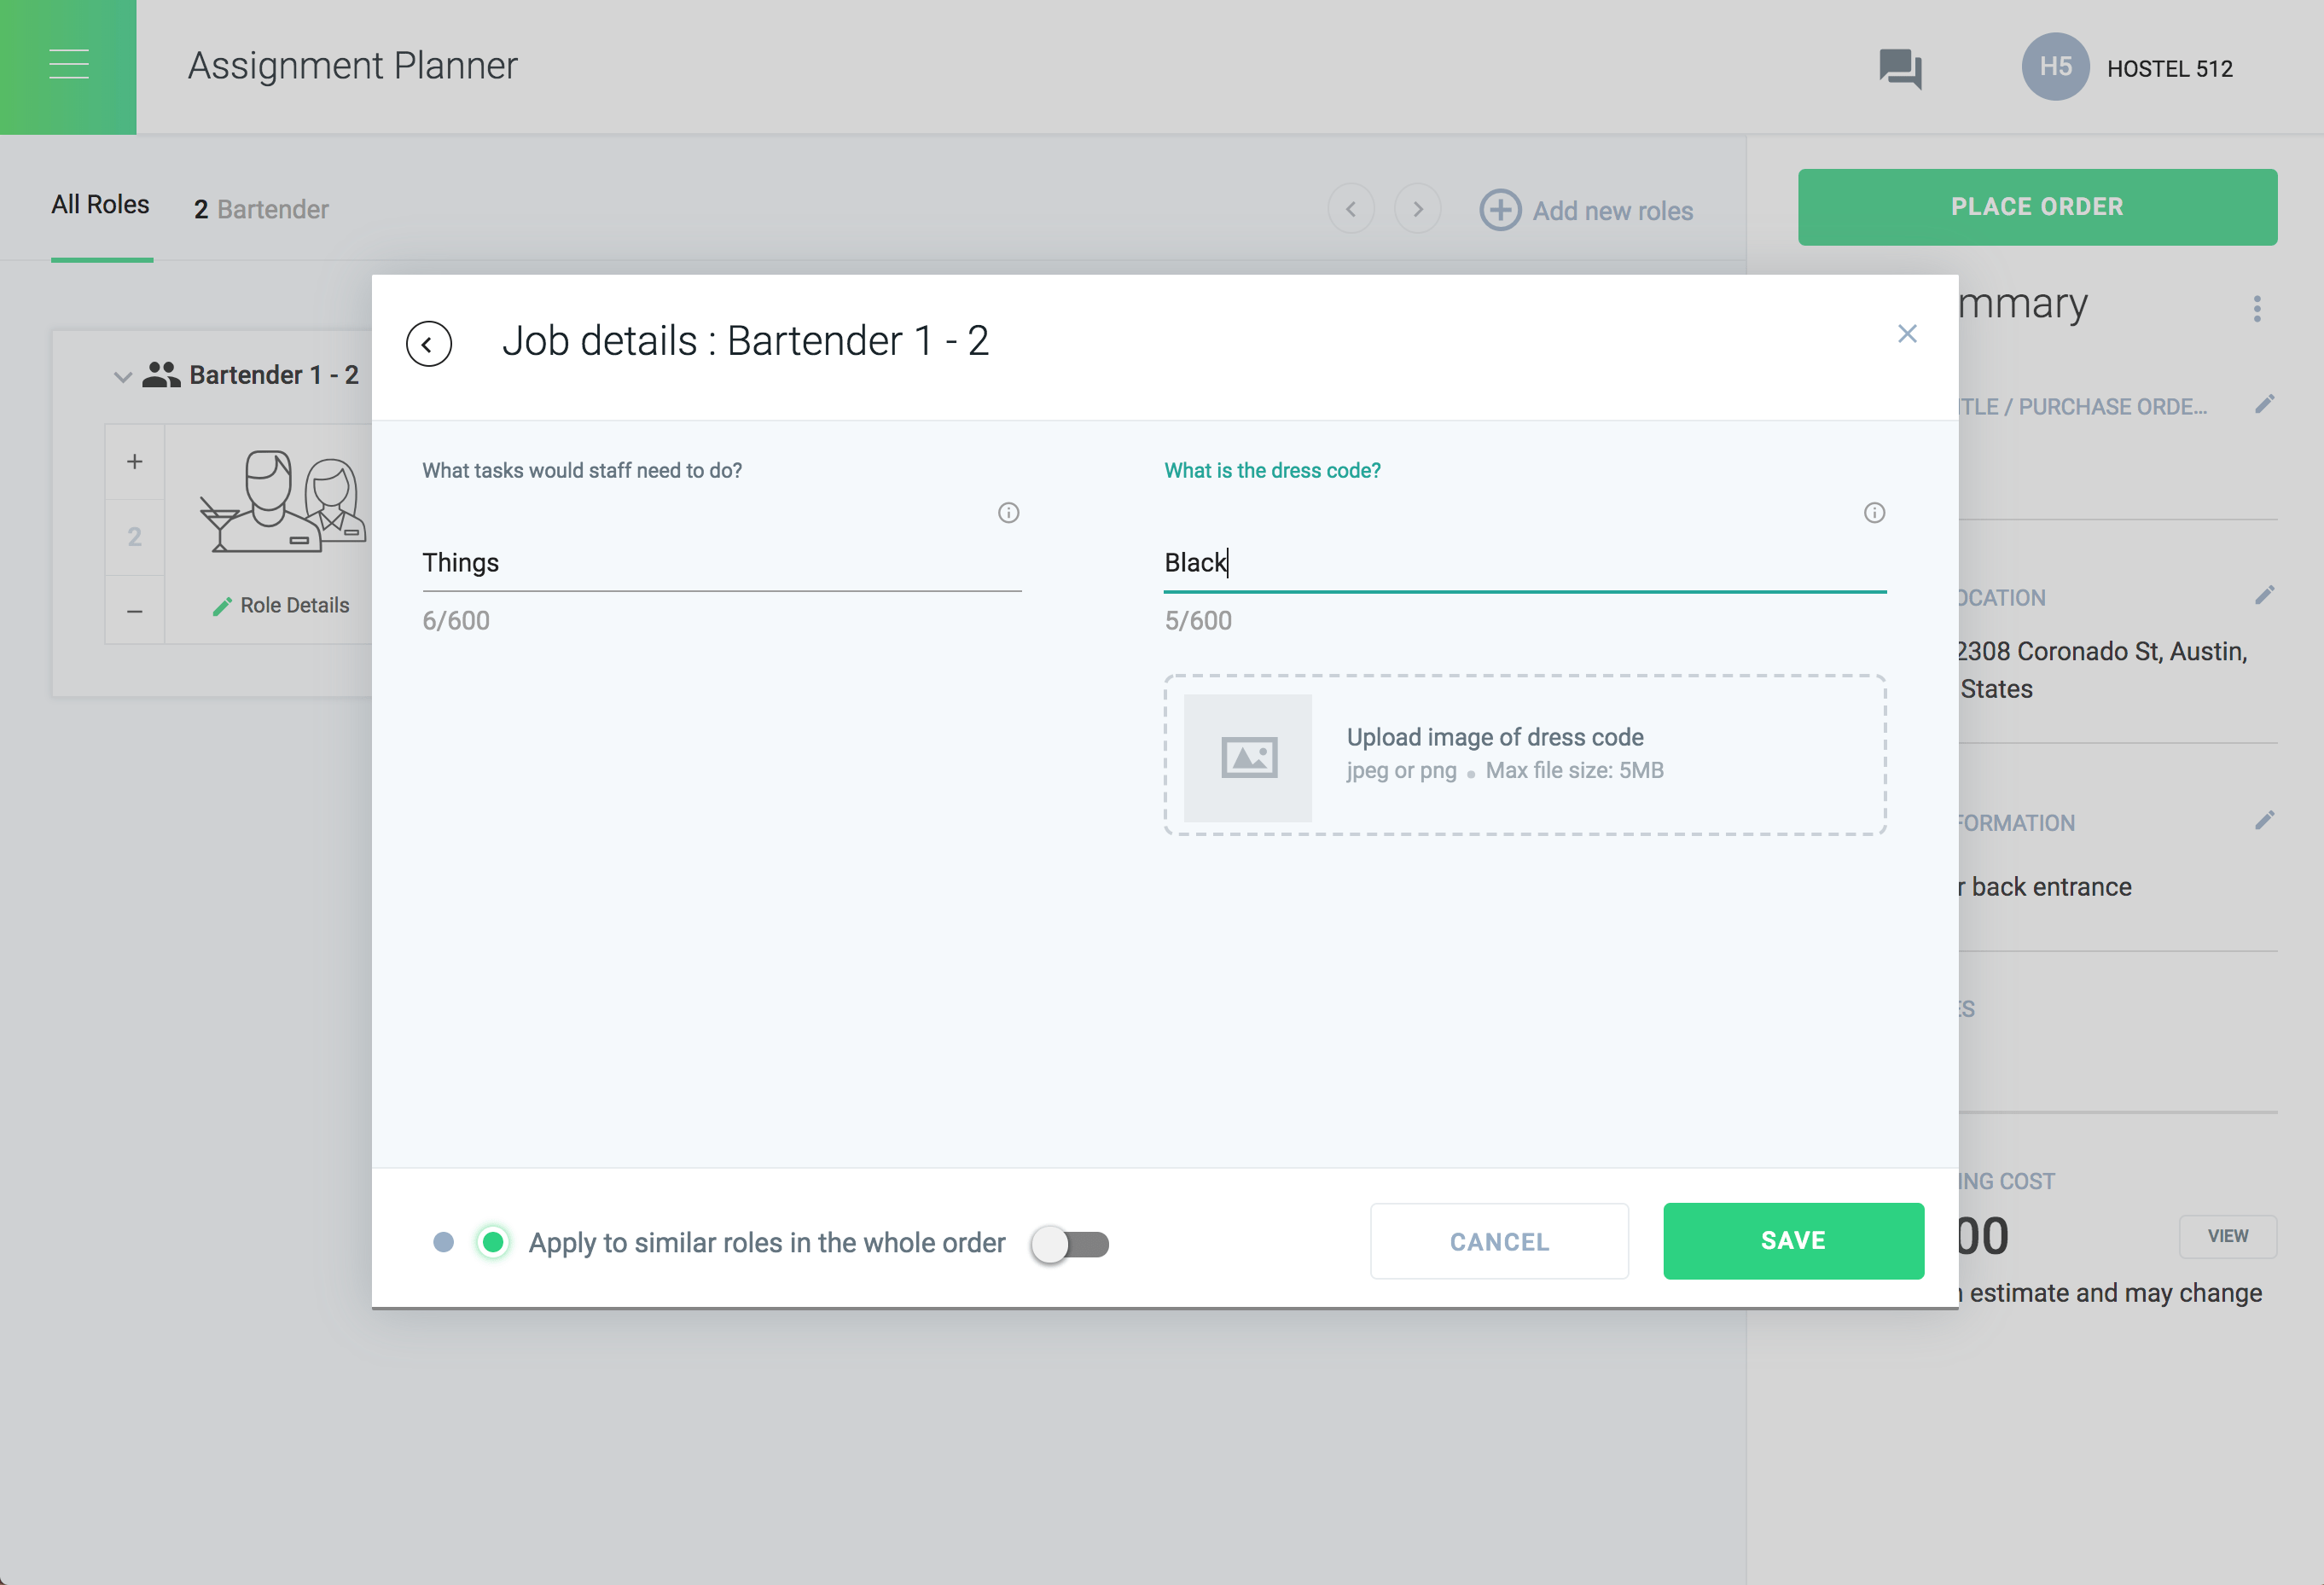 Assignment Planner
H5 HOSTEL 512
All Roles 2 Bartender
Add new roles
PLACE ORDER
mmary
Job details : Bartender 1 - 2
Bartender 1 - 2
+
2
–
Role Details
TLE / PURCHASE ORDE...
What tasks would staff need to do?
Things
6/600
What is the dress code?
Black
5/600
Upload image of dress code
jpeg or png • Max file size: 5MB
OCATION
2308 Coronado St, Austin,
States
FORMATION
r back entrance
ES
ING COST
00
VIEW
estimate and may change
Apply to similar roles in the whole order
CANCEL
SAVE